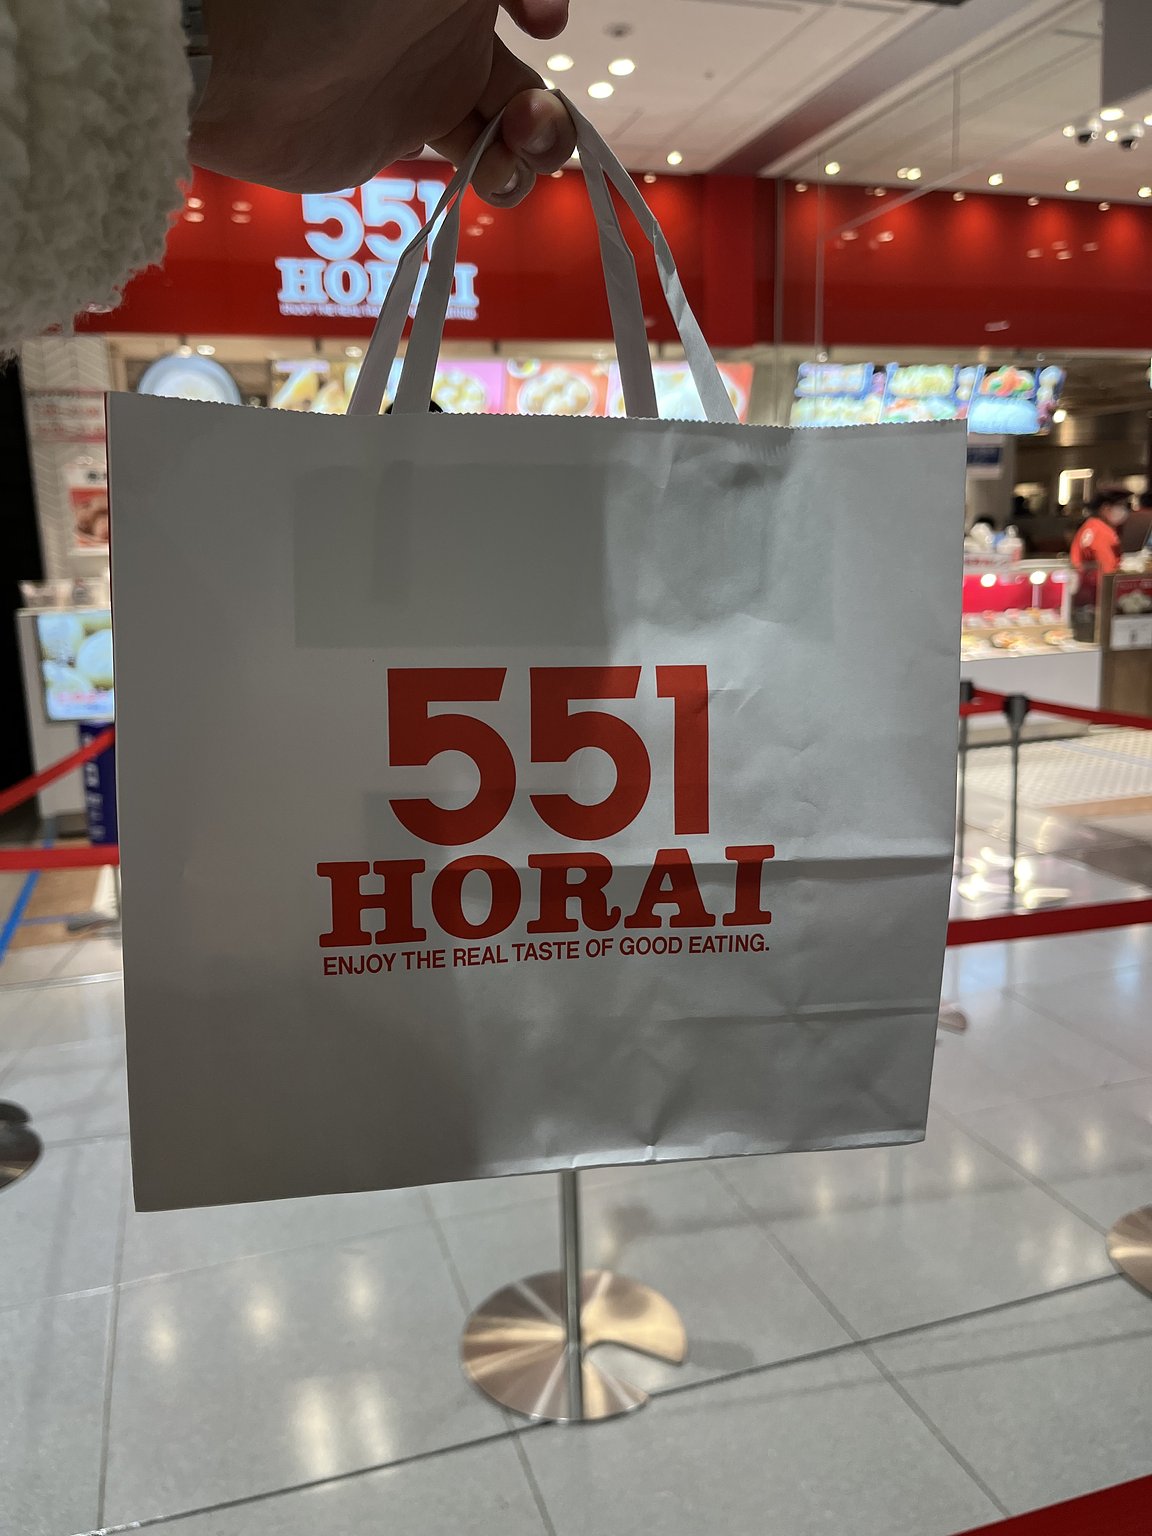 551
HORAI
551
HORAI
ENJOY THE REAL TASTE OF GOOD EATING.